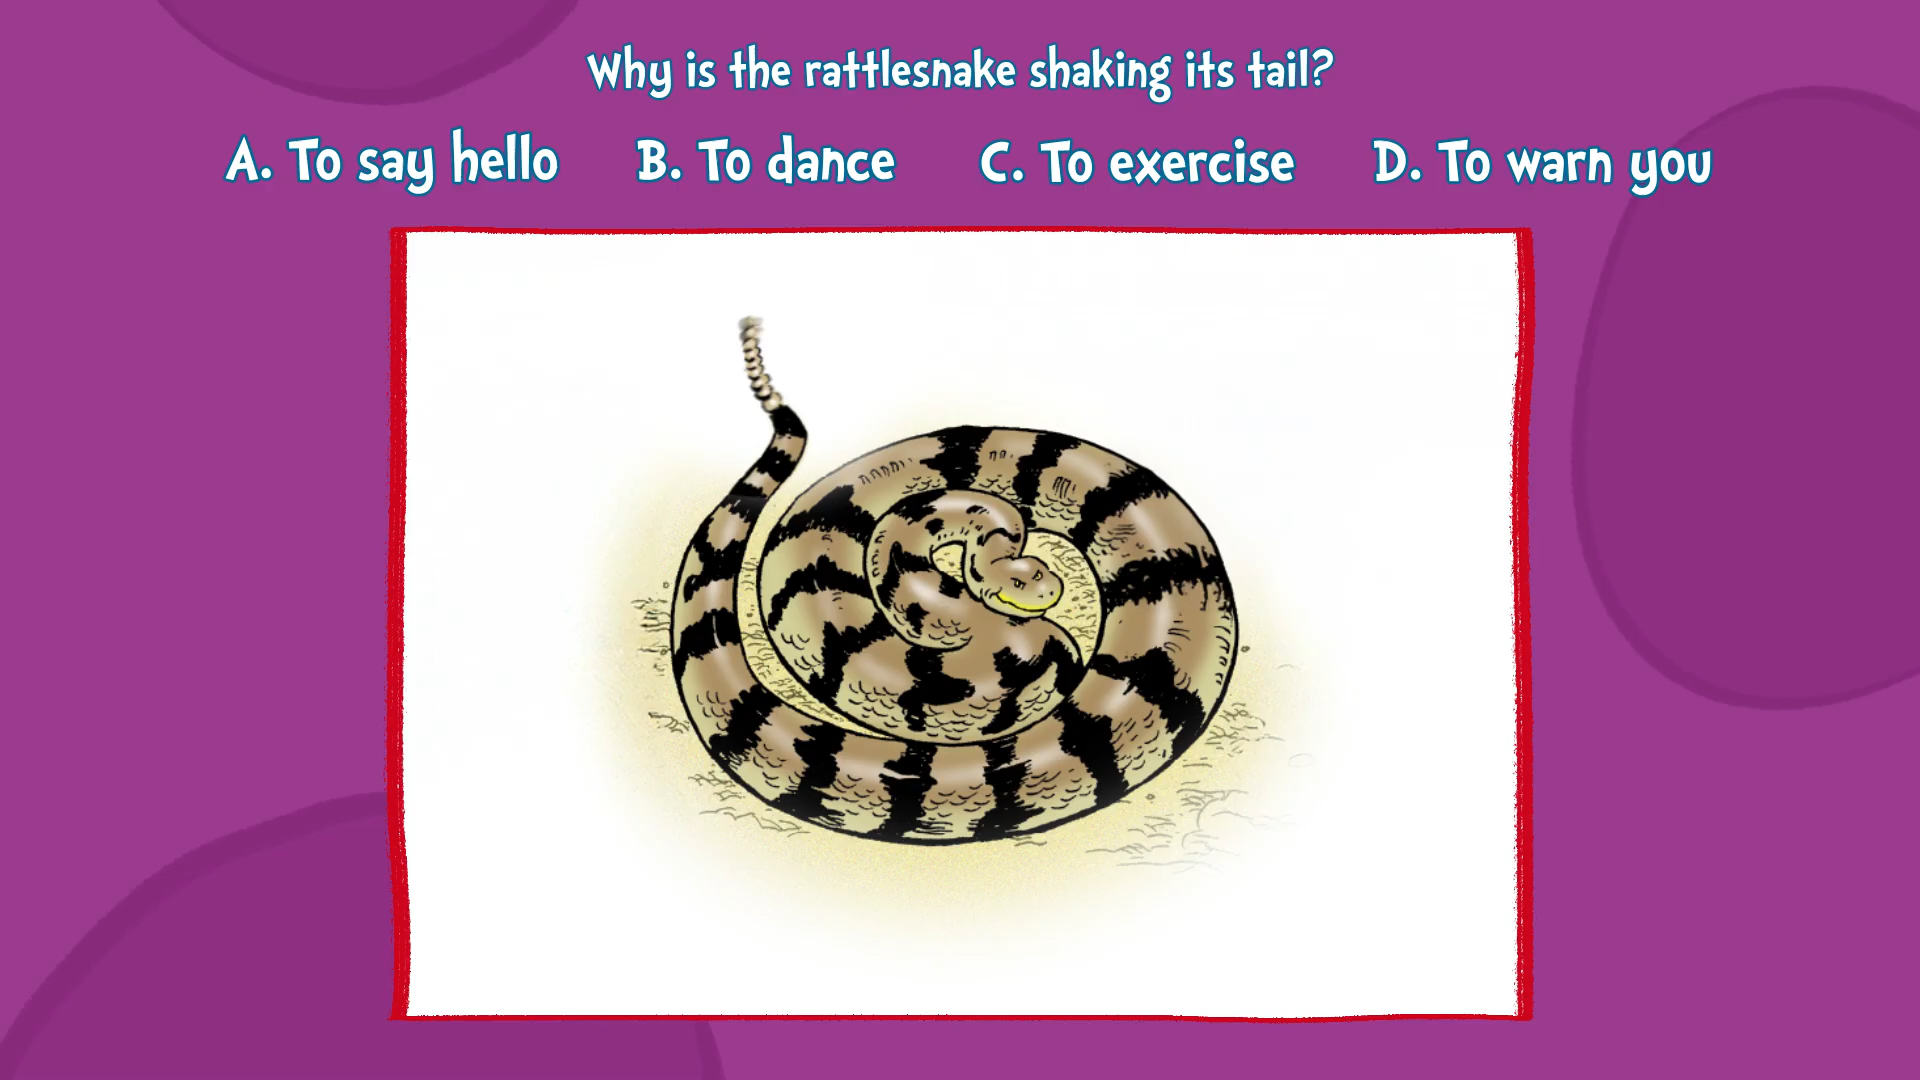 Why is the rattlesnake shaking its tail?
A. To say hello B. To dance C. To exercise D. To warn you